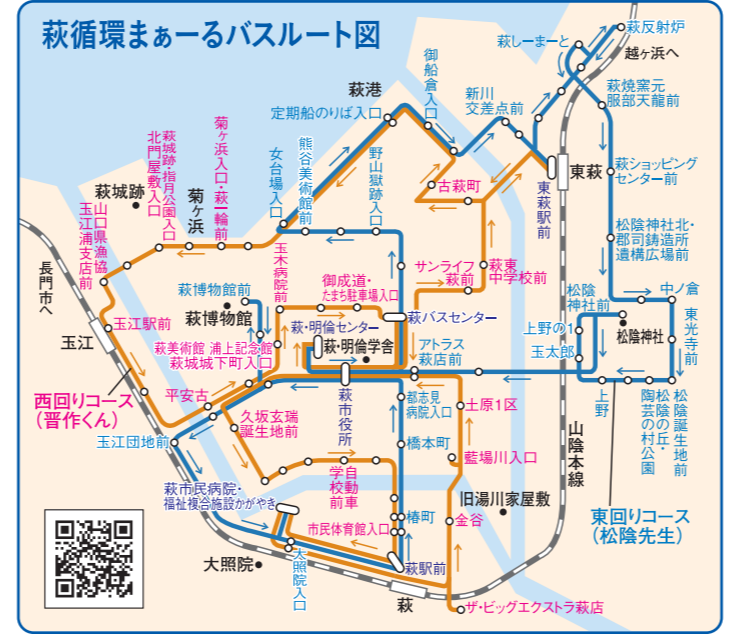 萩循環まぁーるバスルート図
萩反射炉
萩しーまーと
越ヶ浜へ
御船倉入口
萩港
定期船のりば入口
新川
交差点前
萩焼窯元
服部天龍前
菊ヶ浜入口・萩一輪前
萩城跡・指月公園入口
北門屋敷入口
女台場入口
熊谷美術館前
野山獄跡入口
古萩町
東萩
東萩駅前
萩ショッピング
センター前
萩城跡
菊ヶ浜
山口県漁協
玉江浦支店前
長門市へ
玉木病院前
松陰神社北・
郡司鋳造所
遺構広場前
サンライフ
萩前
萩東
中学校前
御成道・
たまち駐車場入口
萩博物館前
萩博物館
萩バスセンター
松陰
神社前
中ノ倉
松陰神社
東光寺前
玉江
玉江駅前
萩・明倫センター
萩・明倫学舎
アトラス
萩店前
上野の1
玉太郎
萩美術館 浦上記念館
萩城城下町入口
西回りコース
（晋作くん）
平安古
萩市役所
都志見
病院入口
土原1区
上野
松陰の丘・
陶芸の村公園
松陰誕生地前
久坂玄瑞
誕生地前
玉江団地前
橋本町
藍場川入口
山陰本線
萩市民病院・
福祉複合施設かがやき
自動車
学校前
旧湯川家屋敷
東回りコース
（松陰先生）
椿町
金谷
市民体育館入口
大照院
大照院入口
萩駅前
萩
ザ・ビッグエクストラ萩店